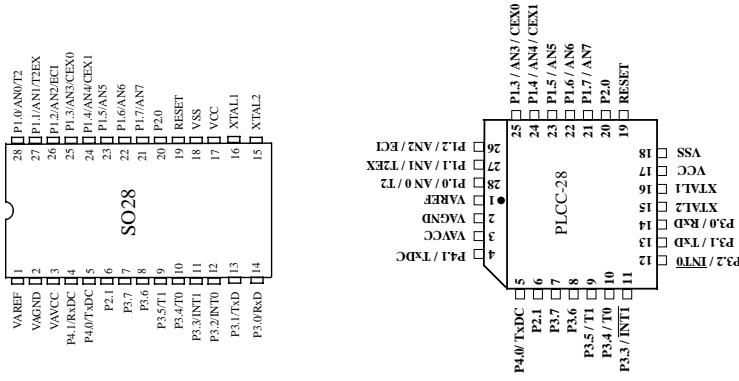 P1.0/AN0/T2
P1.1/AN1/T2EX
P1.2/AN2/ECI
P1.3/AN3/CEX0
P1.4/AN4/CEX1
P1.5/AN5
P1.6/AN6
P1.7/AN7
P2.0
RESET
VSS
VCC
XTAL1
XTAL2
28 27 26 25 24 23 22 21 20 19 18 17 16 15
SO28
1 2 3 4 5 6 7 8 9 10 11 12 13 14
VAREF
VAGND
VAVCC
P4.1/RxDC
P4.0/TxDC
P2.1
P3.7
P3.6
P3.5/T1
P3.4/T0
P3.3/INT1
P3.2/INT0
P3.1/TxD
P3.0/RxD
P1.3 / AN3 / CEX0
P1.4 / AN4 / CEX1
P1.5 / AN5
P1.6 / AN6
P1.7 / AN7
P2.0
RESET
25 24 23 22 21 20 19
P1.2 / AN2 / ECI 26
P1.1 / AN1 / T2EX 27
P1.0 / AN 0 / T2 28
VAREF 1
VAGND 2
VAVCC 3
P4.1 / TxDC 4
PLCC-28
18 VSS
17 VCC
16 XTAL1
15 XTAL2
14 P3.0 / RxD
13 P3.1 / TxD
12 P3.2 / INT0
5 6 7 8 9 10 11
P4.0/ TxDC
P2.1
P3.7
P3.6
P3.5 / T1
P3.4 / T0
P3.3 / INT1